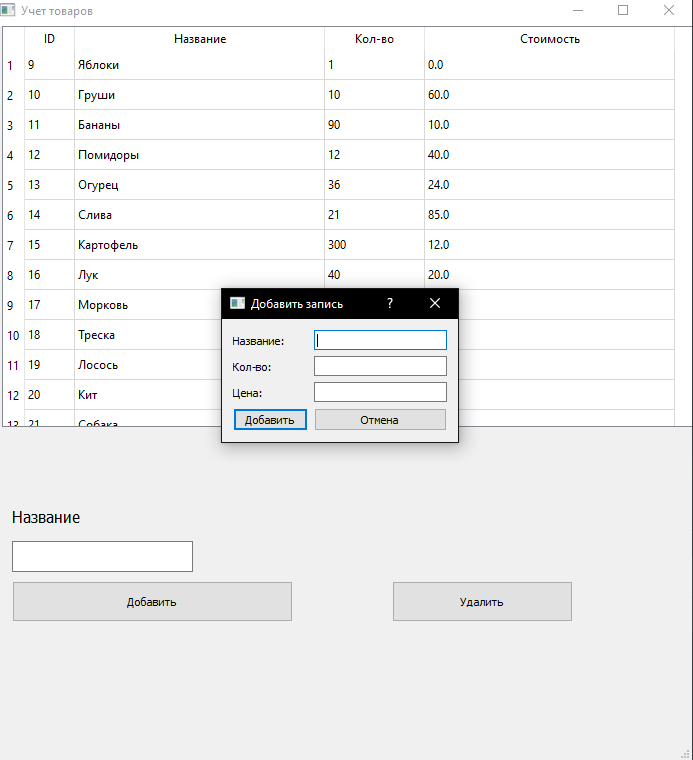 Учет товаров
ID Название Кол-во Стоимость
1 9 Яблоки 1 0.0
2 10 Груши 10 60.0
3 11 Бананы 90 10.0
4 12 Помидоры 12 40.0
5 13 Огурец 36 24.0
6 14 Слива 21 85.0
7 15 Картофель 300 12.0
8 16 Лук 40 20.0
9 17 Морковь
10 18 Треска
11 19 Лосось
12 20 Кит
13 21 Собака
Добавить запись ?
Название:
Кол-во:
Цена:
Добавить Отмена
Название
Добавить Удалить